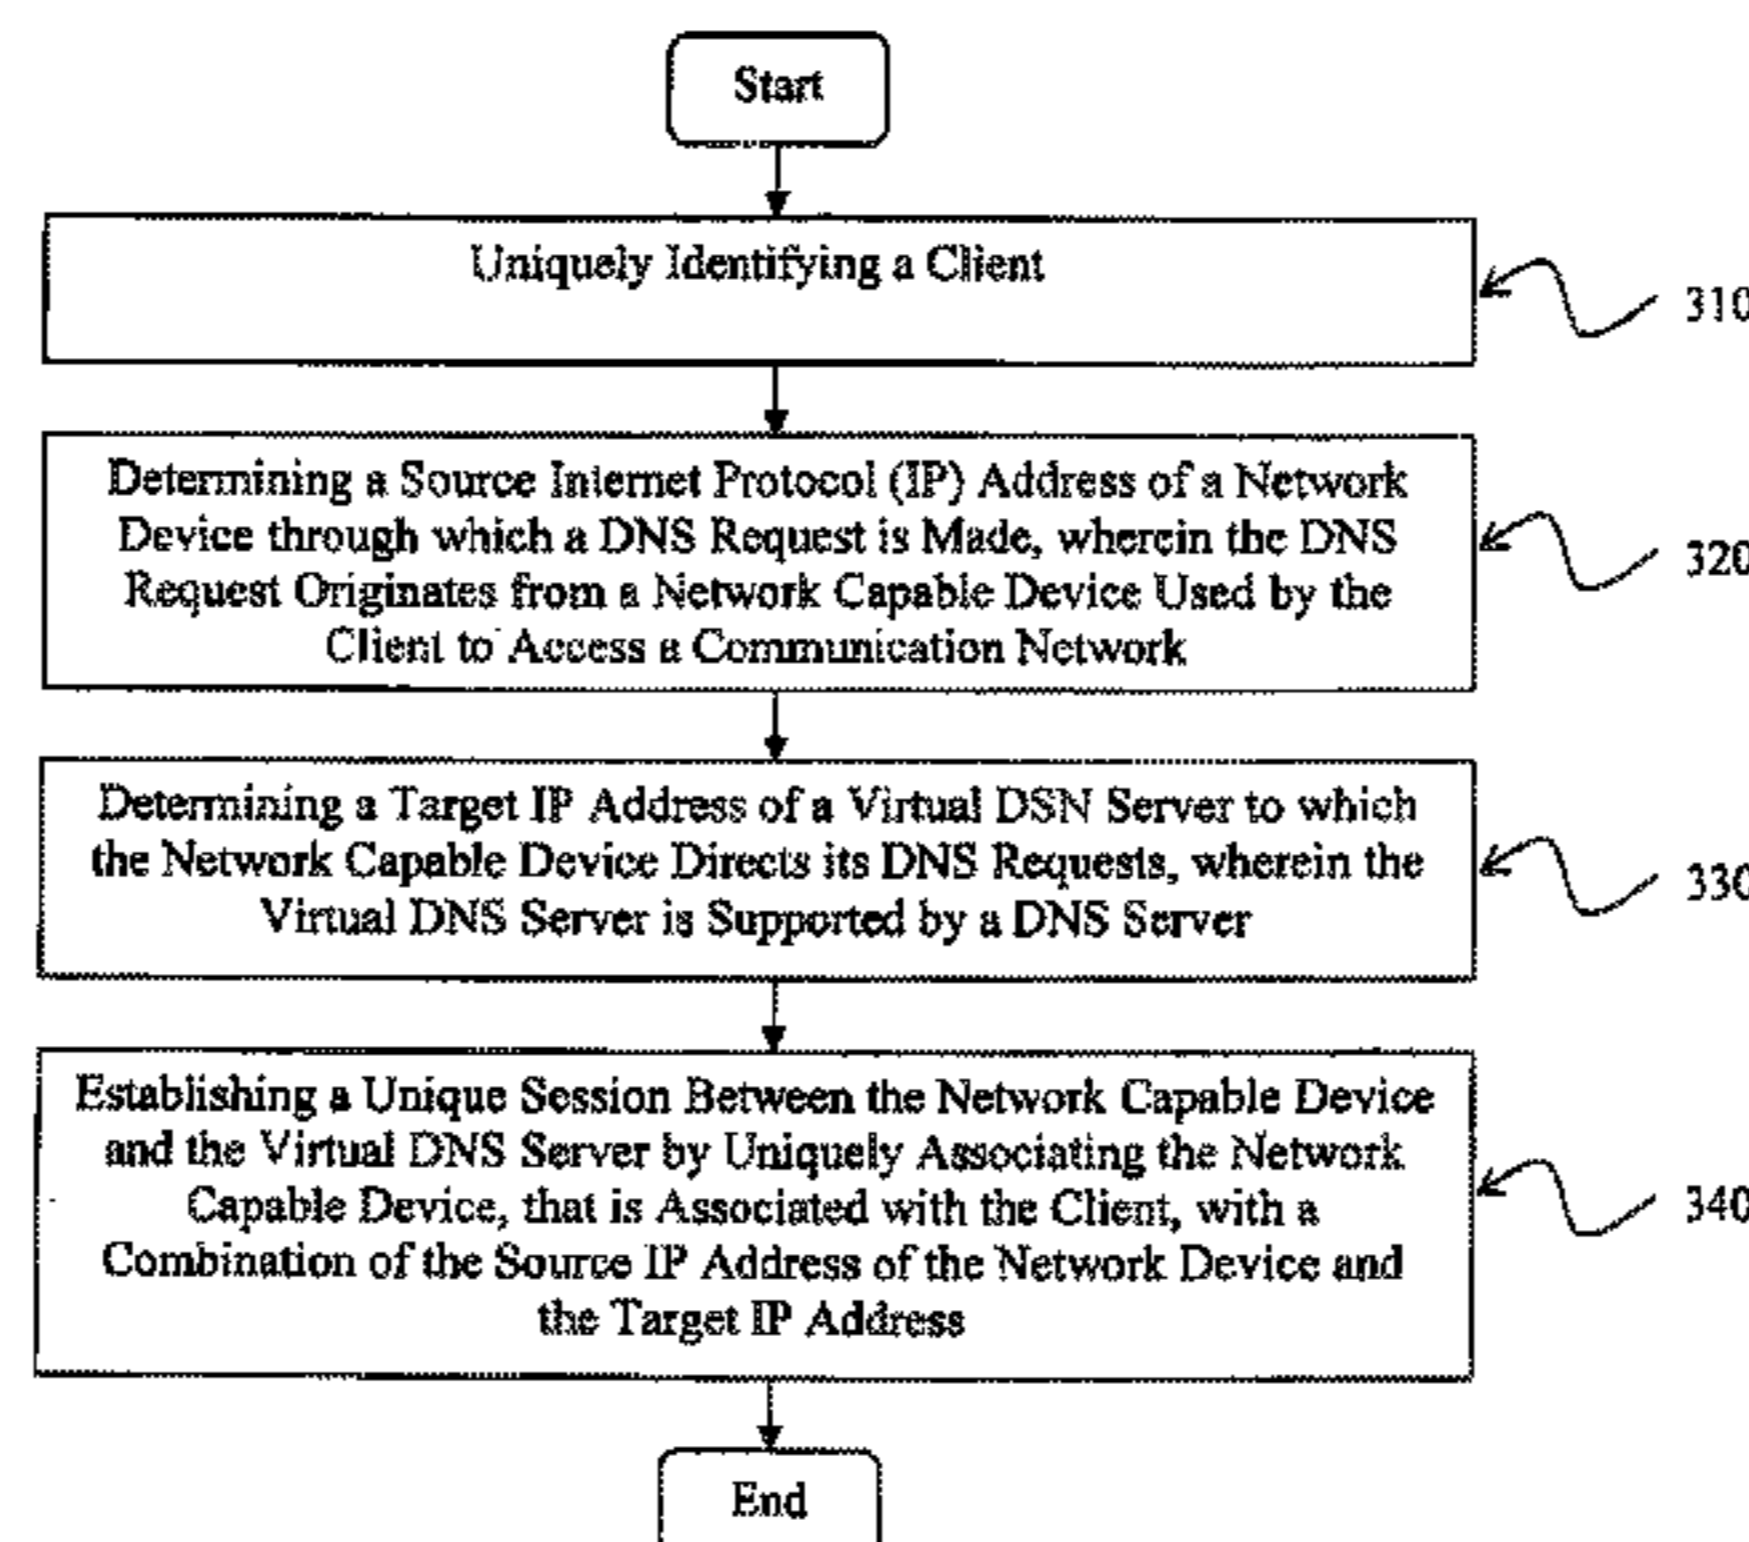 Start
Uniquely Identifying a Client
310
Determining a Source Internet Protocol (IP) Address of a Network
Device through which a DNS Request is Made, wherein the DNS
Request Originates from a Network Capable Device Used by the
Client to Access a Communication Network
320
Determining a Target IP Address of a Virtual DSN Server to which
the Network Capable Device Directs its DNS Requests, wherein the
Virtual DNS Server is Supported by a DNS Server
330
Establishing a Unique Session Between the Network Capable Device
and the Virtual DNS Server by Uniquely Associating the Network
Capable Device, that is Associated with the Client, with a
Combination of the Source IP Address of the Network Device and
the Target IP Address
340
End